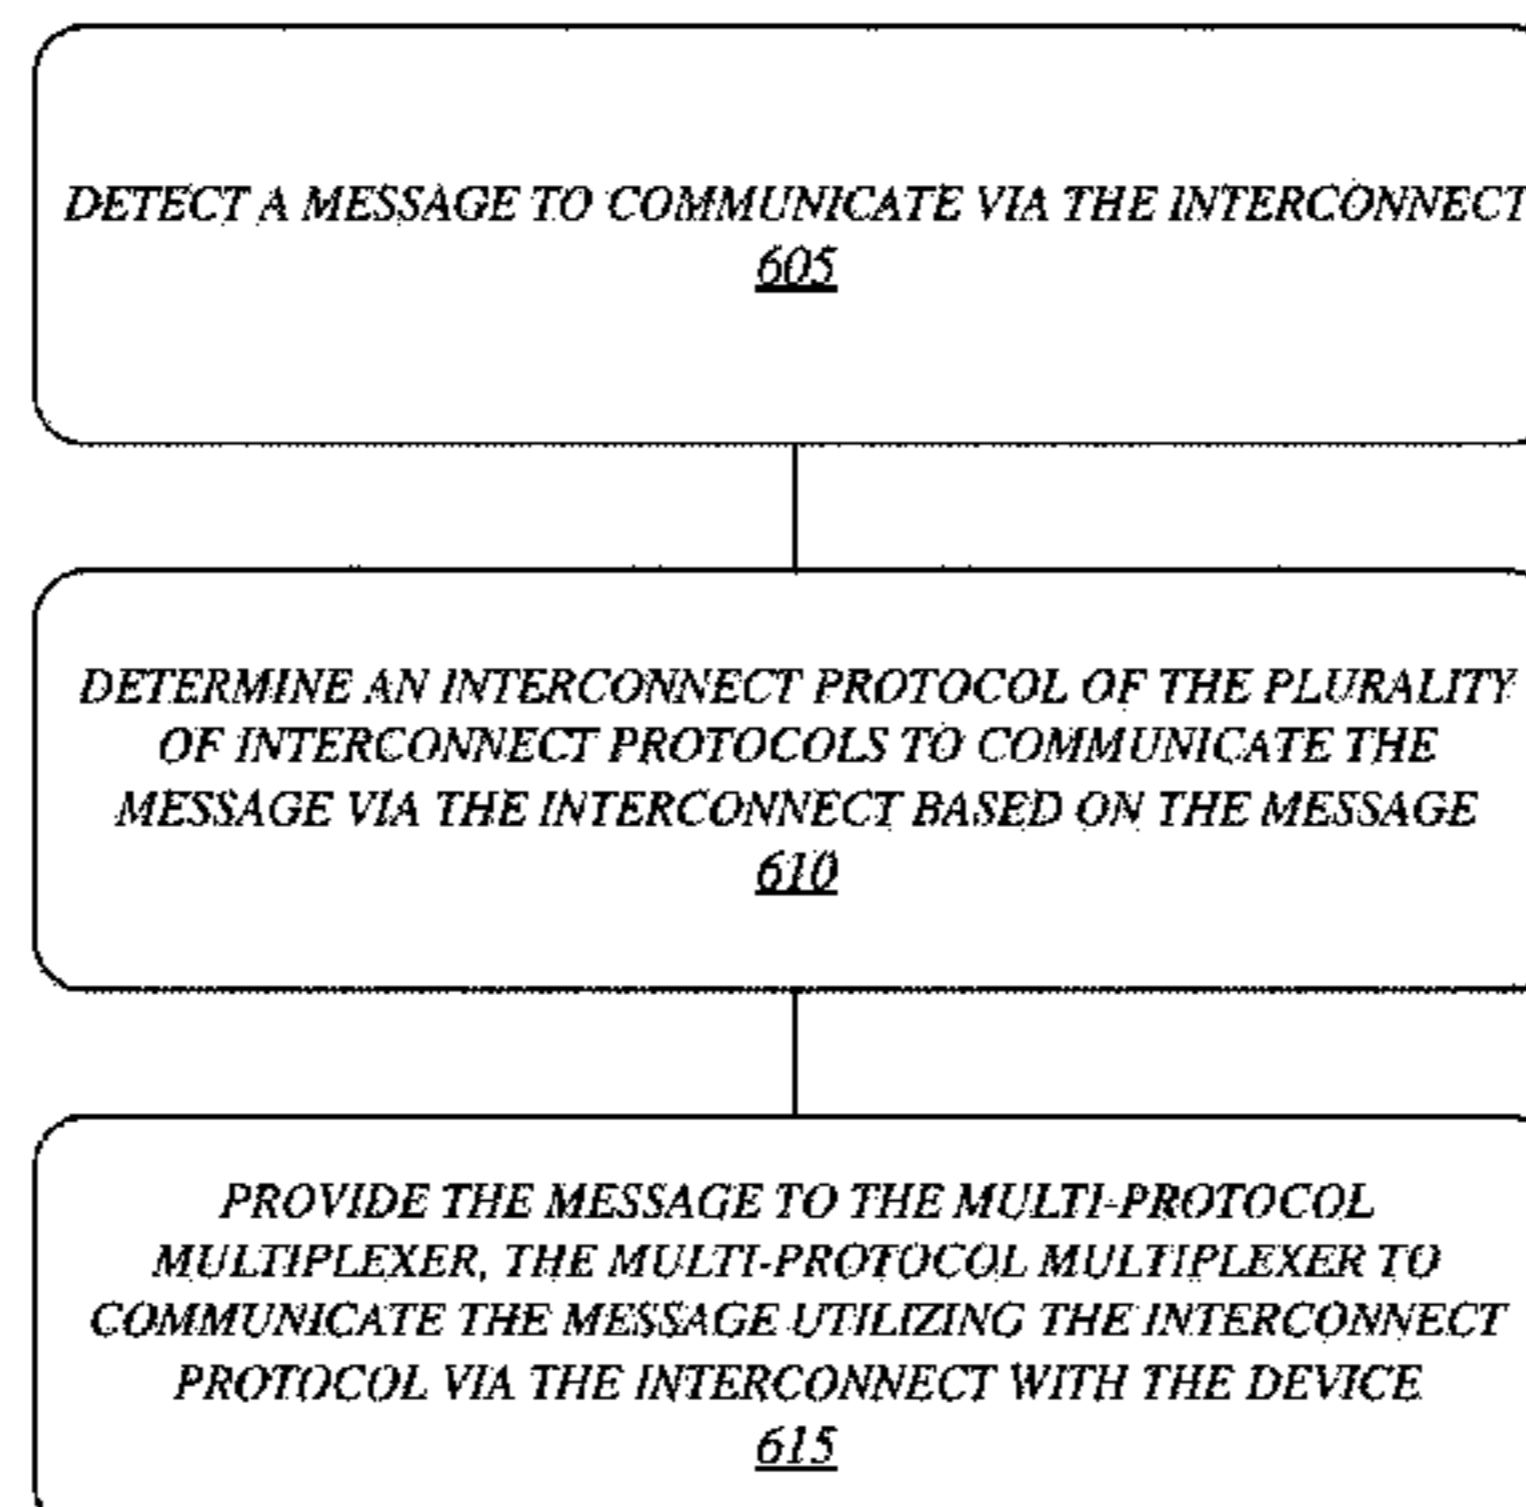 DETECT A MESSAGE TO COMMUNICATE VIA THE INTERCONNECT
605
DETERMINE AN INTERCONNECT PROTOCOL OF THE PLURALITY
OF INTERCONNECT PROTOCOLS TO COMMUNICATE THE
MESSAGE VIA THE INTERCONNECT BASED ON THE MESSAGE
610
PROVIDE THE MESSAGE TO THE MULTI-PROTOCOL
MULTIPLEXER, THE MULTI-PROTOCOL MULTIPLEXER TO
COMMUNICATE THE MESSAGE UTILIZING THE INTERCONNECT
PROTOCOL VIA THE INTERCONNECT WITH THE DEVICE
615